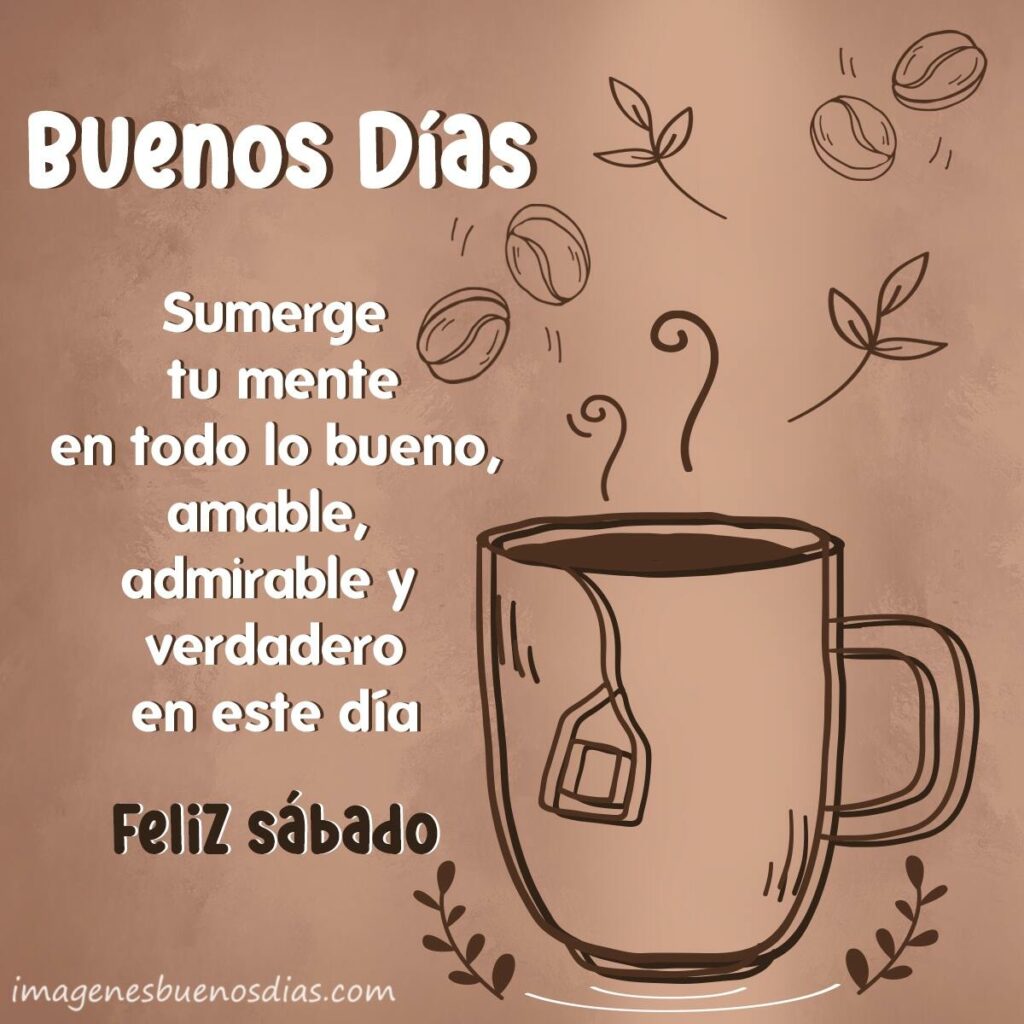 Buenos Días
Sumerge
tu mente
en todo lo bueno,
amable,
admirable y
verdadero
en este día
Feliz sábado
imagenesbuenosdias.com